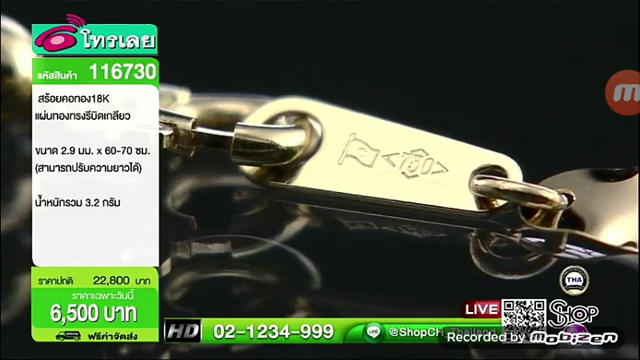 โทรเลย
รหัสสินค้า 116730
สร้อยคอทอง18K
แผ่นทองทรงรีบิดเกลียว
ขนาด 2.9 มม. x 60-70 ซม.
(สามารถปรับความยาวได้)
น้ำหนักรวม 3.2 กรัม
ราคาปกติ 22,800 บาท
ราคาเฉพาะวันนี้
6,500 บาท
ฟรีค่าจัดส่ง
750
HD 02-1234-999
LINE @ShopCH_Thailand
LIVE
THA
SHOP
Recorded by Mobizen
M